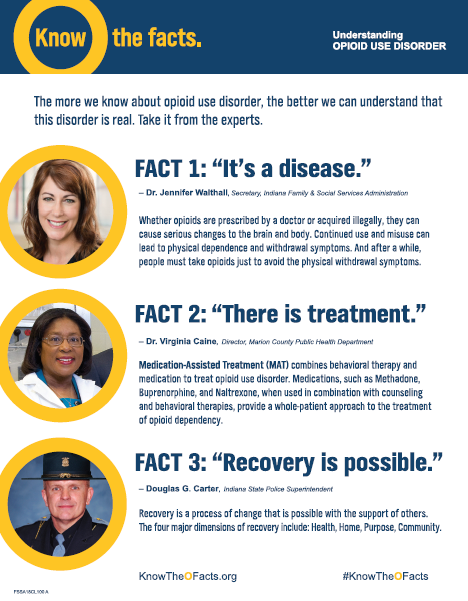 Know the facts.
Understanding
OPIOID USE DISORDER
The more we know about opioid use disorder, the better we can understand that
this disorder is real. Take it from the experts.
FACT 1: “It’s a disease.”
– Dr. Jennifer Walthall, Secretary, Indiana Family & Social Services Administration
Whether opioids are prescribed by a doctor or acquired illegally, they can
cause serious changes to the brain and body. Continued use and misuse can
lead to physical dependence and withdrawal symptoms. And after a while,
people must take opioids just to avoid the physical withdrawal symptoms.
FACT 2: “There is treatment.”
– Dr. Virginia Caine, Director, Marion County Public Health Department
Medication-Assisted Treatment (MAT) combines behavioral therapy and
medication to treat opioid use disorder. Medications, such as Methadone,
Buprenorphine, and Naltrexone, when used in combination with counseling
and behavioral therapies, provide a whole-patient approach to the treatment
of opioid dependency.
FACT 3: “Recovery is possible.”
– Douglas G. Carter, Indiana State Police Superintendent
Recovery is a process of change that is possible with the support of others.
The four major dimensions of recovery include: Health, Home, Purpose, Community.
KnowTheOFacts.org
#KnowTheOFacts
FSSA18CL100 A